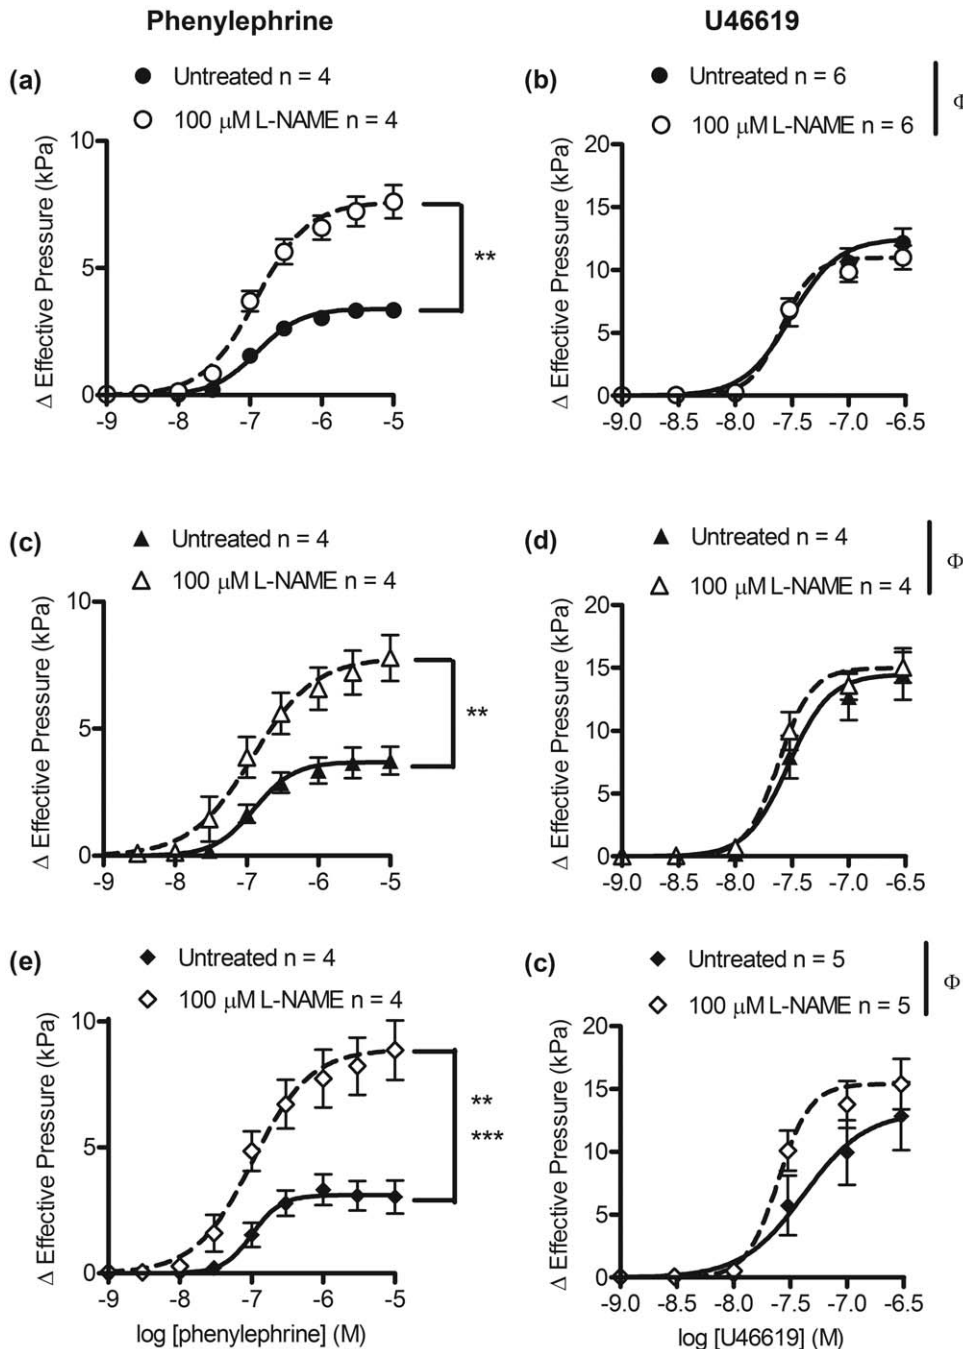 Phenylephrine
U46619
(a)
Untreated n = 4
100 μM L-NAME n = 4
Δ Effective Pressure (kPa)
10
5
0
-9 -8 -7 -6 -5
**
(b)
Untreated n = 6
100 μM L-NAME n = 6
Φ
Δ Effective Presssure (kPa)
20
15
10
5
0
-9.0 -8.5 -8.0 -7.5 -7.0 -6.5
(c)
Untreated n = 4
100 μM L-NAME n = 4
Δ Effective Pressure (kPa)
10
5
0
-9 -8 -7 -6 -5
**
(d)
Untreated n = 4
100 μM L-NAME n = 4
Φ
Δ Effective Pressure (kPa)
20
15
10
5
0
-9.0 -8.5 -8.0 -7.5 -7.0 -6.5
(e)
Untreated n = 4
100 μM L-NAME n = 4
Δ Effective Pressure (kPa)
10
5
0
-9 -8 -7 -6 -5
**
***
log [phenylephrine] (M)
(c)
Untreated n = 5
100 μM L-NAME n = 5
Φ
Δ Effective Pressure (kPa)
20
15
10
5
0
-9.0 -8.5 -8.0 -7.5 -7.0 -6.5
log [U46619] (M)